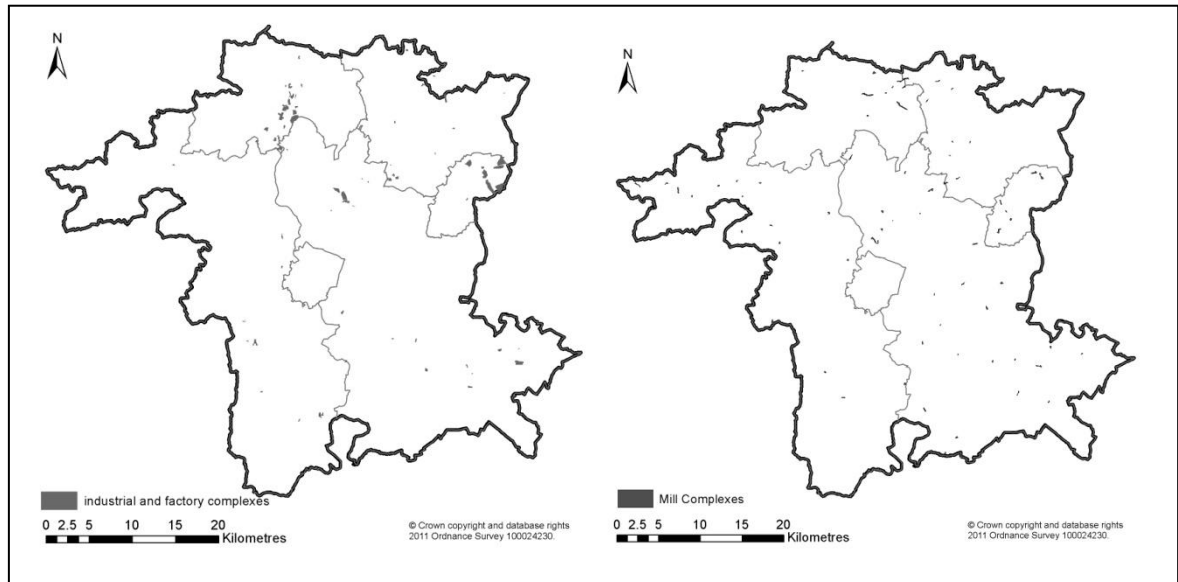 N
industrial and factory complexes
0 2.5 5 10 15 20
Kilometres
© Crown copyright and database rights
2011 Ordnance Survey 100024230.
N
Mill Complexes
0 2.5 5 10 15 20
Kilometres
© Crown copyright and database rights
2011 Ordnance Survey 100024230.